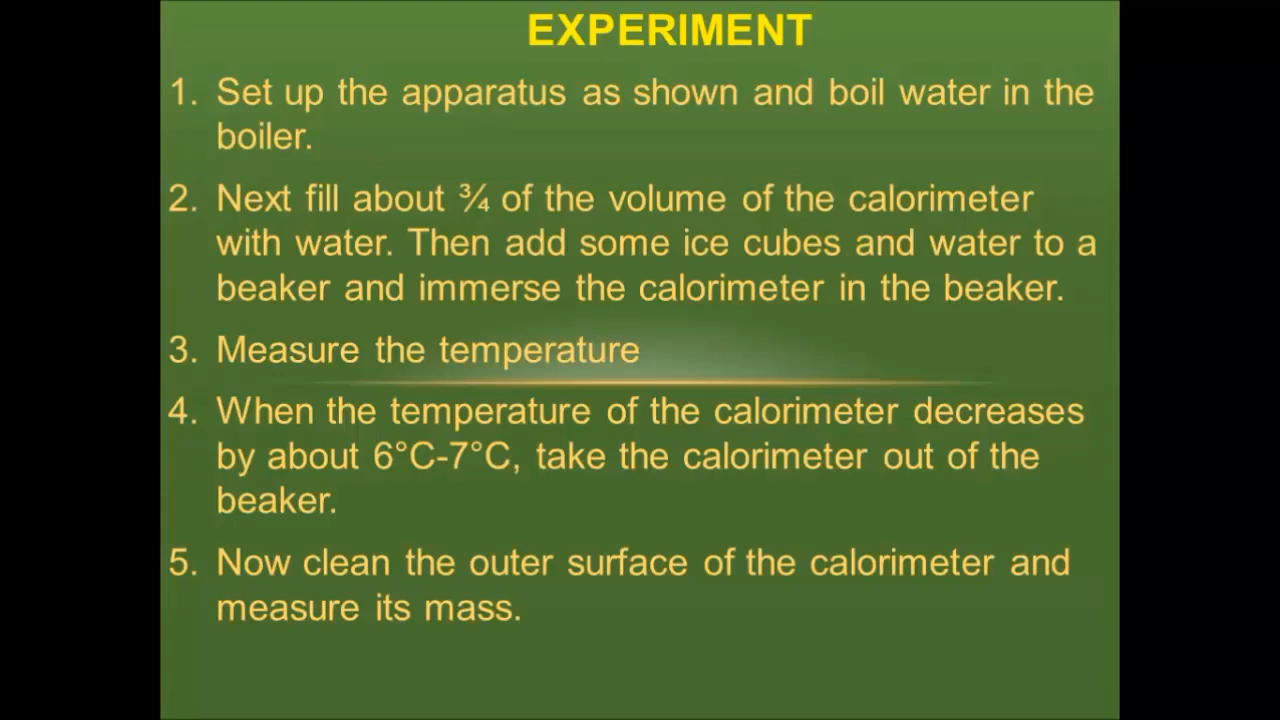 EXPERIMENT
1. Set up the apparatus as shown and boil water in the
boiler.
2. Next fill about ¾ of the volume of the calorimeter
with water. Then add some ice cubes and water to a
beaker and immerse the calorimeter in the beaker.
3. Measure the temperature
4. When the temperature of the calorimeter decreases
by about 6°C-7°C, take the calorimeter out of the
beaker.
5. Now clean the outer surface of the calorimeter and
measure its mass.